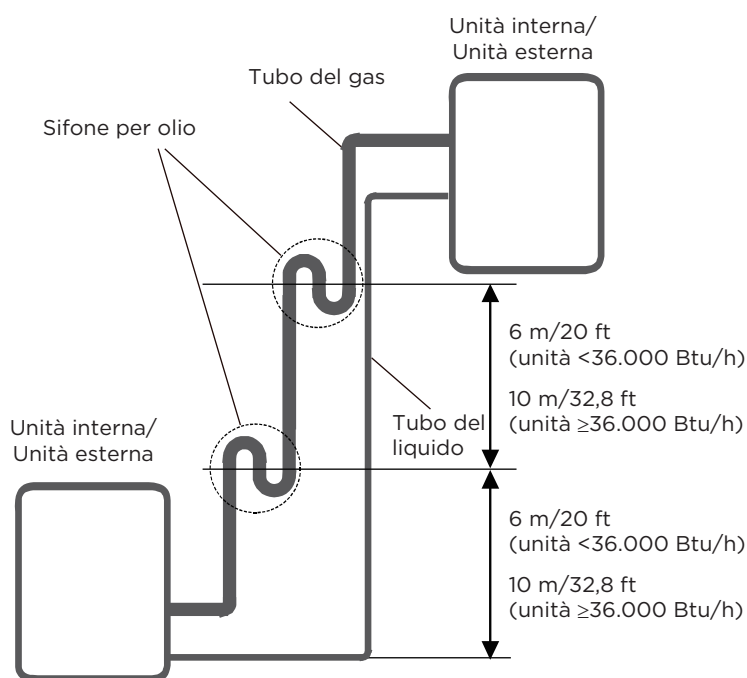 Unità interna/
Unità esterna
Tubo del gas
Sifone per olio
6 m/20 ft
(unità <36.000 Btu/h)
10 m/32,8 ft
(unità ≥36.000 Btu/h)
Tubo del
liquido
Unità interna/
Unità esterna
6 m/20 ft
(unità <36.000 Btu/h)
10 m/32,8 ft
(unità ≥36.000 Btu/h)